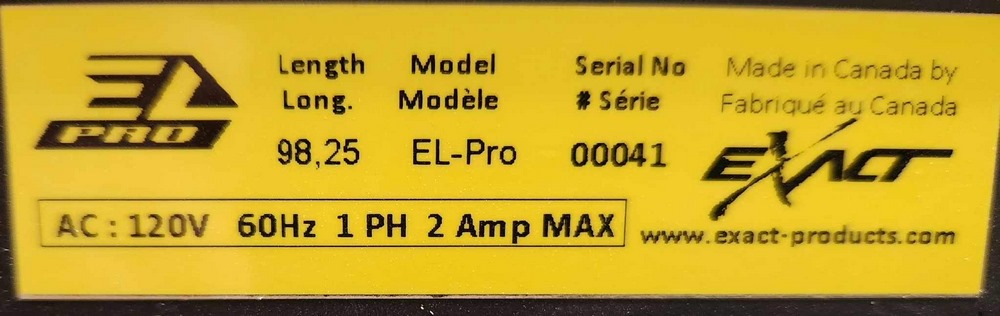 EL PRO
Length Model Serial No Made in Canada by
Long. Modèle # Série Fabriqué au Canada
98,25 EL-Pro 00041 EXACT
AC : 120V 60Hz 1 PH 2 Amp MAX www.exact-products.com